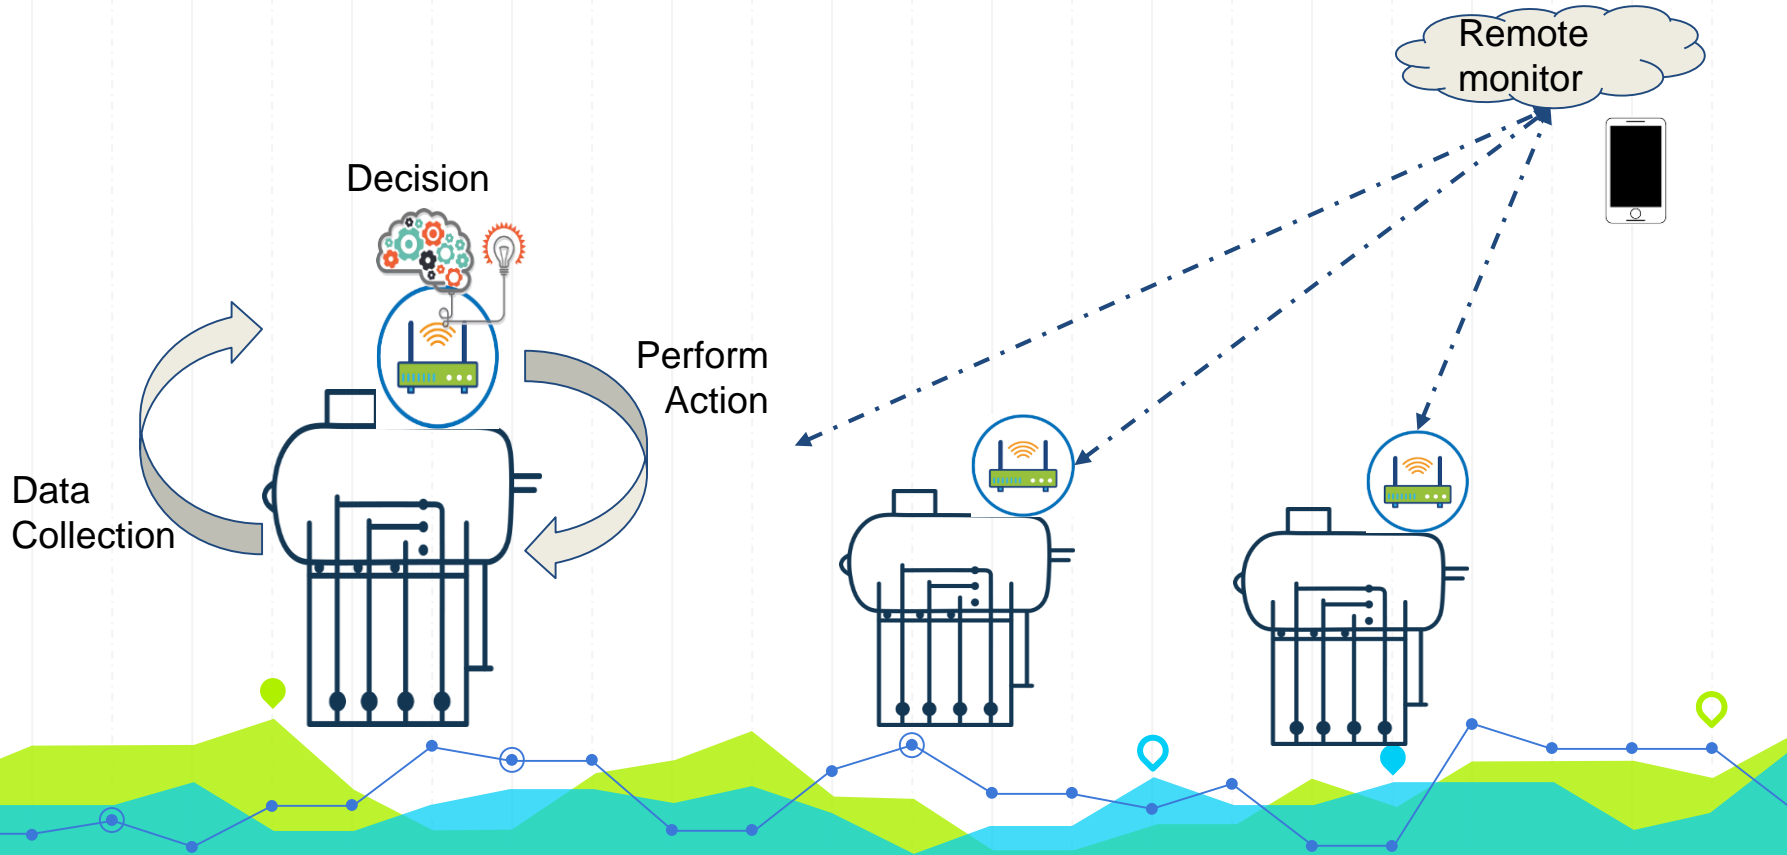 Remote
monitor
Decision
Perform
Action
Data
Collection